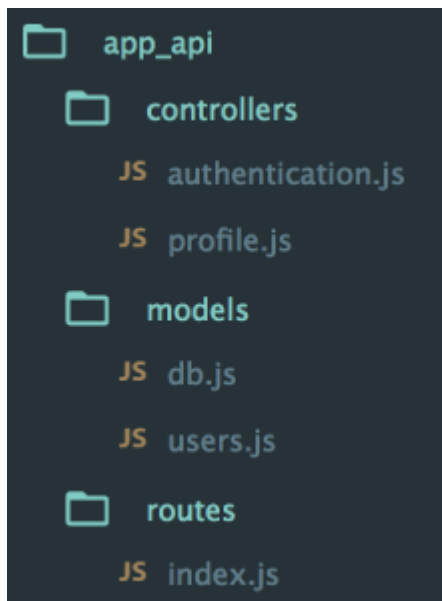 app_api
controllers
JS authentication.js
JS profile.js
models
JS db.js
JS users.js
routes
JS index.js